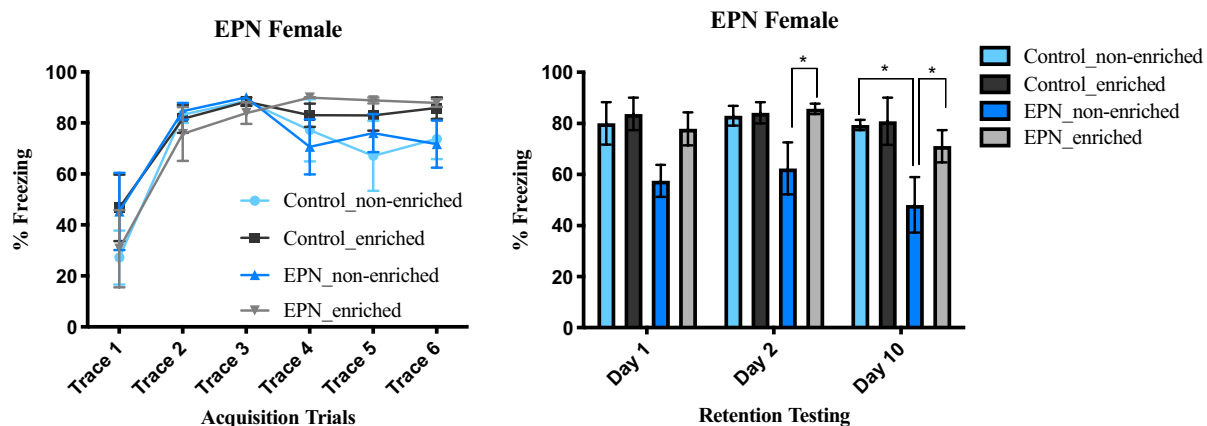 EPN Female
% Freezing
100
80
60
40
20
0
Control_non-enriched
Control_enriched
EPN_non-enriched
EPN_enriched
Trace 1
Trace 2
Trace 3
Trace 4
Trace 5
Trace 6
Acquisition Trials
EPN Female
% Freezing
100
80
60
40
20
0
*
*
*
Day 1
Day 2
Day 10
Retention Testing
Control_non-enriched
Control_enriched
EPN_non-enriched
EPN_enriched